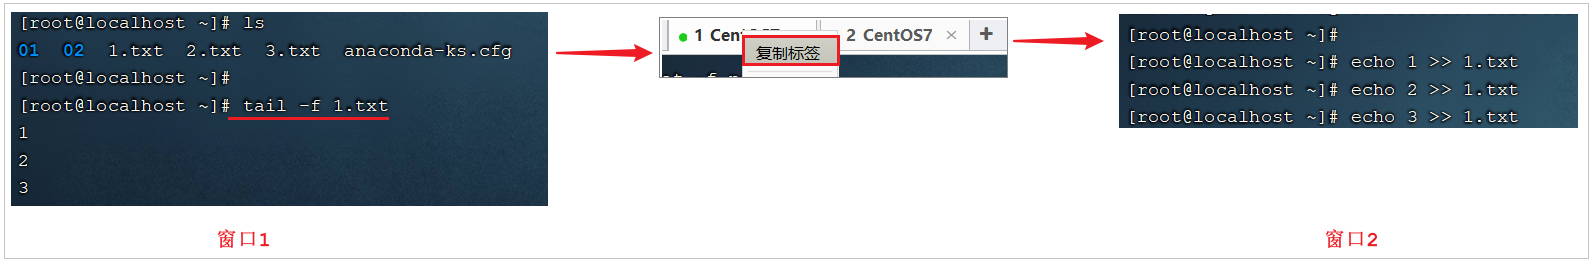 [root@localhost ~]# ls
01 02 1.txt 2.txt 3.txt anaconda-ks.cfg
[root@localhost ~]#
[root@localhost ~]# tail -f 1.txt
1
2
3
窗口1
1 Cent
2 CentOS7 × +
复制标签
[root@localhost ~]#
[root@localhost ~]# echo 1 >> 1.txt
[root@localhost ~]# echo 2 >> 1.txt
[root@localhost ~]# echo 3 >> 1.txt
窗口2